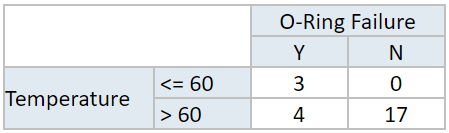 O-Ring Failure
Y N
Temperature <= 60 3 0
> 60 4 17